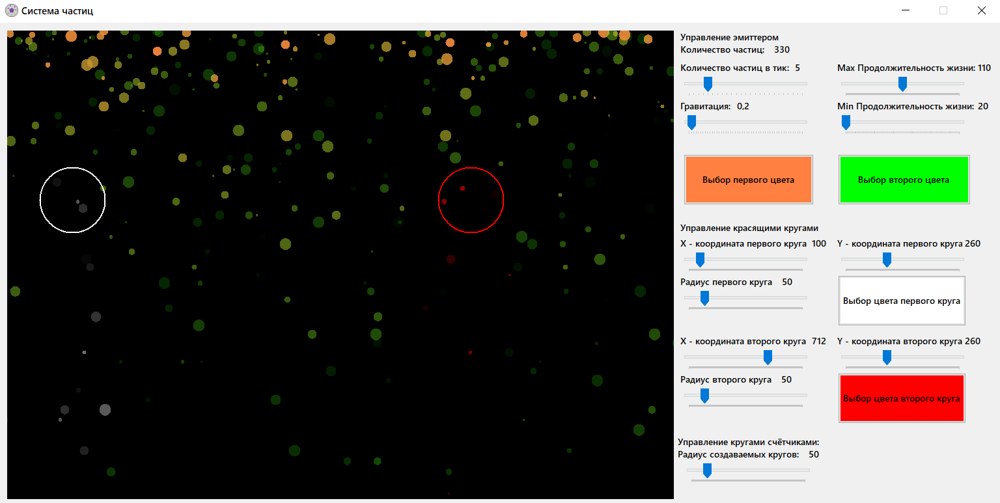 Система частиц
Управление эмиттером
Количество частиц: 330
Количество частиц в тик: 5
Max Продолжительность жизни: 110
Гравитация: 0,2
Min Продолжительность жизни: 20
Выбор первого цвета
Выбор второго цвета
Управление красящими кругами
X - координата первого круга 100
Y - координата первого круга 260
Радиус первого круга 50
Выбор цвета первого круга
X - координата второго круга 712
Y - координата второго круга 260
Радиус второго круга 50
Выбор цвета второго круга
Управление кругами счётчиками:
Радиус создаваемых кругов: 50